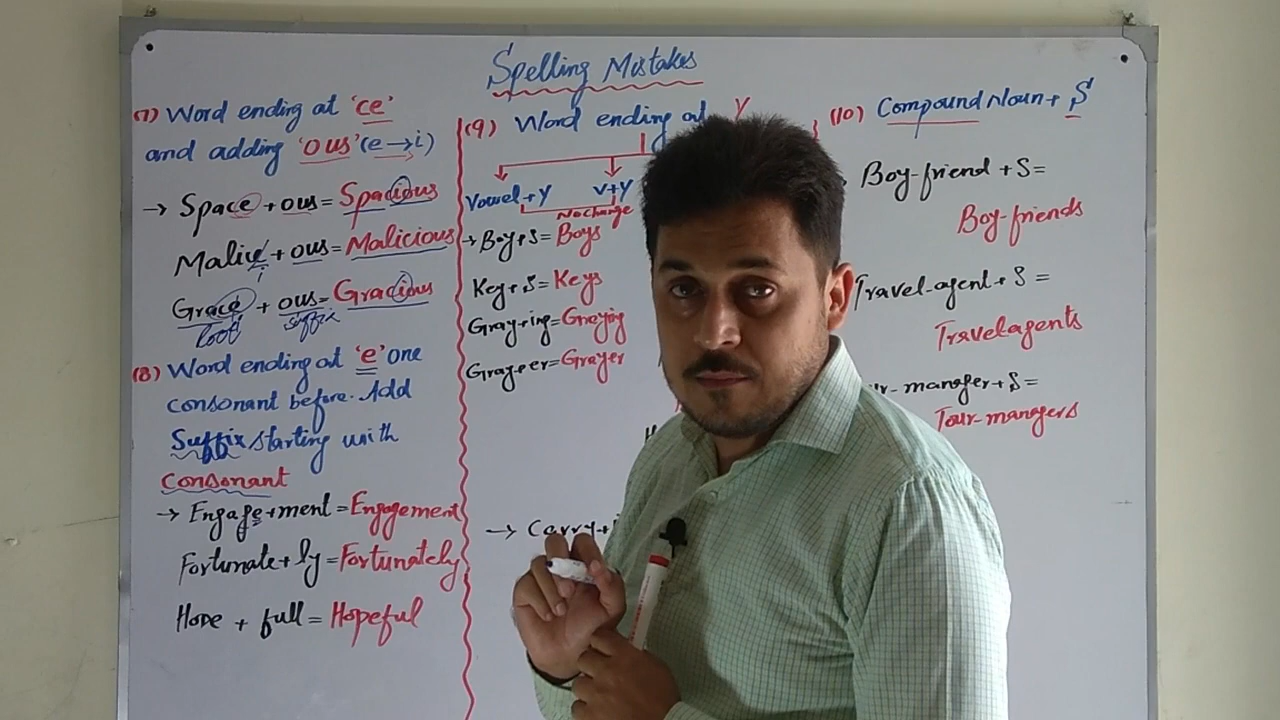 Spelling Mistakes
(7) Word ending at 'ce'
and adding 'ous' (e→i)
→ Space + ous = Spacious
Malice + ous = Malicious
i
Grace + ous = Gracious
root suffix
(8) Word ending at 'e' one
consonant before. Add
Suffix starting with
Consonant
→ Engage+ment = Engagement
Fortunate+ly = Fortunately
Hope + full = Hopeful
(9) Word ending at Y
Vowel+Y V+Y
No change
→ Boy+S = Boys
Key+S = Keys
Gray+ing = Graying
Gray+er = Grayer
→ Carry+
(10) Compound Noun + S
Boy-friend + S =
Boy-friends
Travel-agent + S =
Travelagents
-manager + S =
Tour-managers